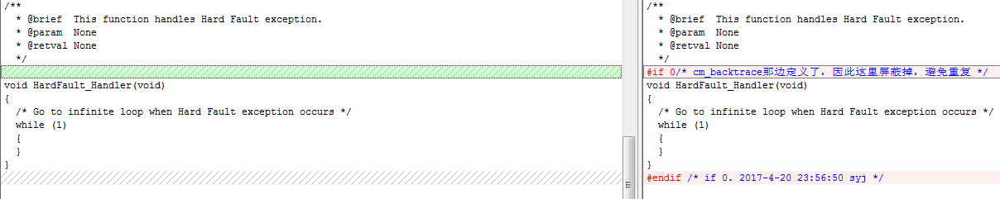 /**
  * @brief  This function handles Hard Fault exception.
  * @param  None
  * @retval None
  */
void HardFault_Handler(void)
{
  /* Go to infinite loop when Hard Fault exception occurs */
  while (1)
  {
  }
}
/**
  * @brief  This function handles Hard Fault exception.
  * @param  None
  * @retval None
  */
#if 0/* cm_backtrace那边定义了，因此这里屏蔽掉，避免重复 */
void HardFault_Handler(void)
{
  /* Go to infinite loop when Hard Fault exception occurs */
  while (1)
  {
  }
}
#endif /* if 0. 2017-4-20 23:56:50 syj */